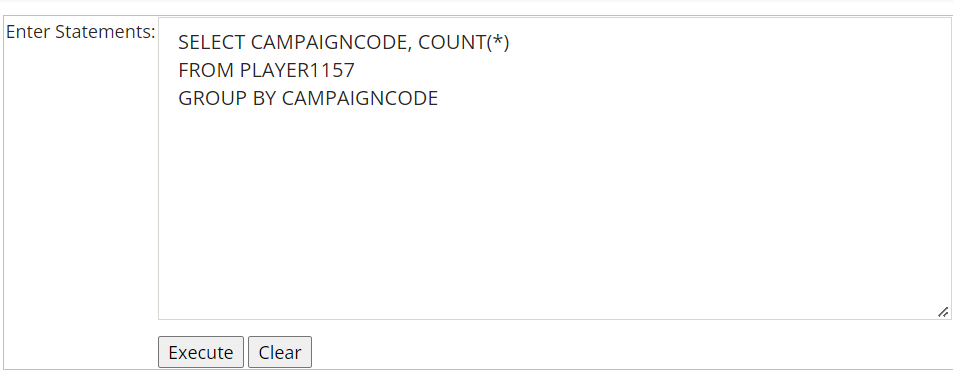 Enter Statements:
SELECT CAMPAIGNCODE, COUNT(*)
FROM PLAYER1157
GROUP BY CAMPAIGNCODE
Execute Clear